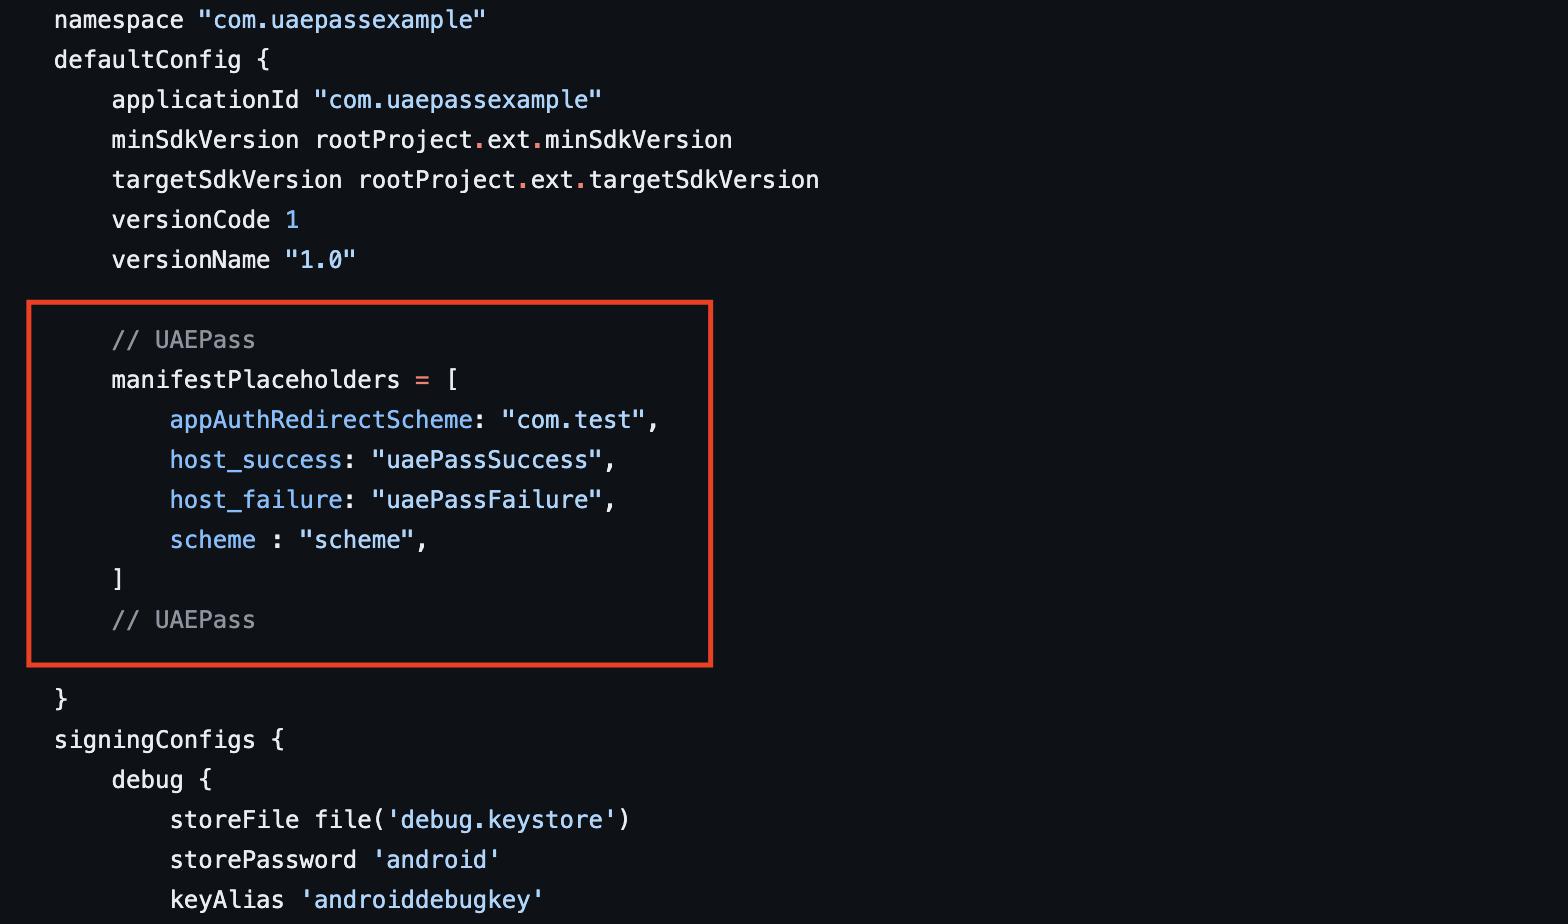 namespace "com.uaepassexample"
defaultConfig {
applicationId "com.uaepassexample"
minSdkVersion rootProject.ext.minSdkVersion
targetSdkVersion rootProject.ext.targetSdkVersion
versionCode 1
versionName "1.0"
// UAEPass
manifestPlaceholders = [
appAuthRedirectScheme: "com.test",
host_success: "uaePassSuccess",
host_failure: "uaePassFailure",
scheme : "scheme",
]
// UAEPass
}
signingConfigs {
debug {
storeFile file('debug.keystore')
storePassword 'android'
keyAlias 'androiddebugkey'